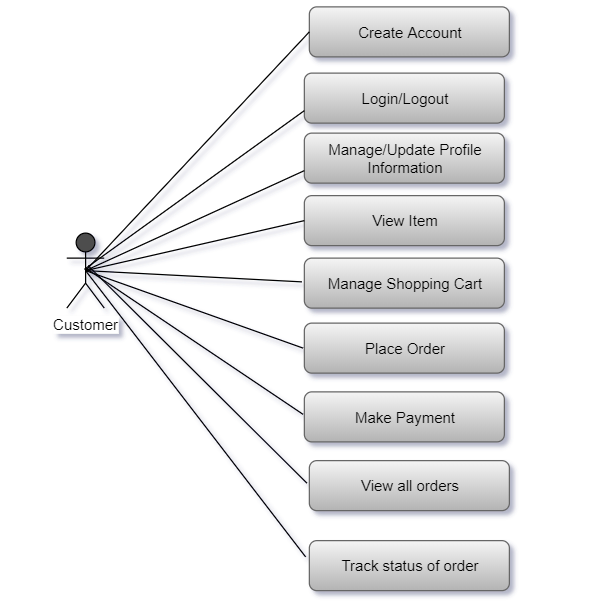 Create Account
Login/Logout
Manage/Update Profile
Information
View Item
Manage Shopping Cart
Customer
Place Order
Make Payment
View all orders
Track status of order